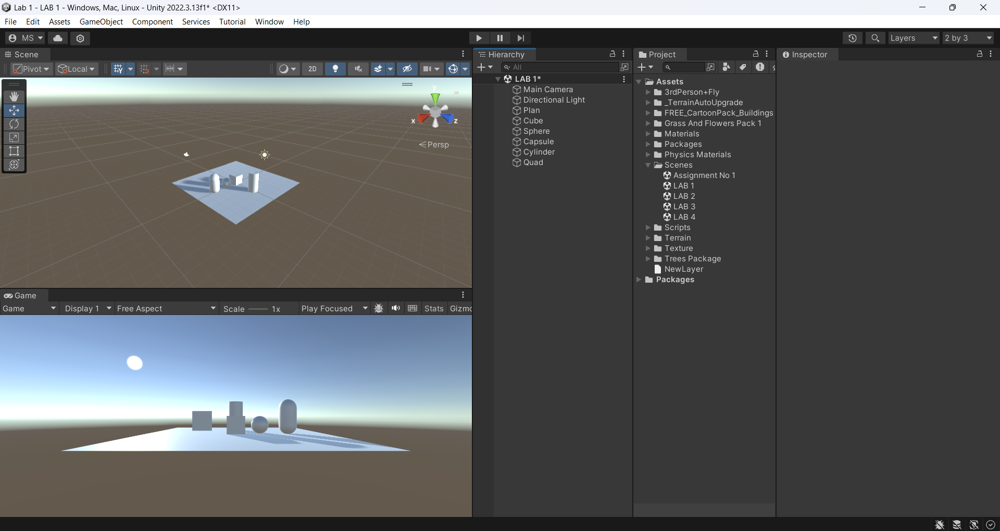 Lab 1 - LAB 1 - Windows, Mac, Linux - Unity 2022.3.13f1* <DX11>
File Edit Assets GameObject Component Services Tutorial Window Help
MS
Layers
2 by 3
Scene
Pivot
Local
2D
y
x
z
Persp
Game
Game
Display 1
Free Aspect
Scale
1x
Play Focused
Stats
Gizmo
Hierarchy
All
LAB 1*
Main Camera
Directional Light
Plan
Cube
Sphere
Capsule
Cylinder
Quad
Project
Assets
3rdPerson+Fly
_TerrainAutoUpgrade
FREE_CartoonPack_Buildings
Grass And Flowers Pack 1
Materials
Packages
Physics Materials
Scenes
Assignment No 1
LAB 1
LAB 2
LAB 3
LAB 4
Scripts
Terrain
Texture
Trees Package
NewLayer
Packages
Inspector